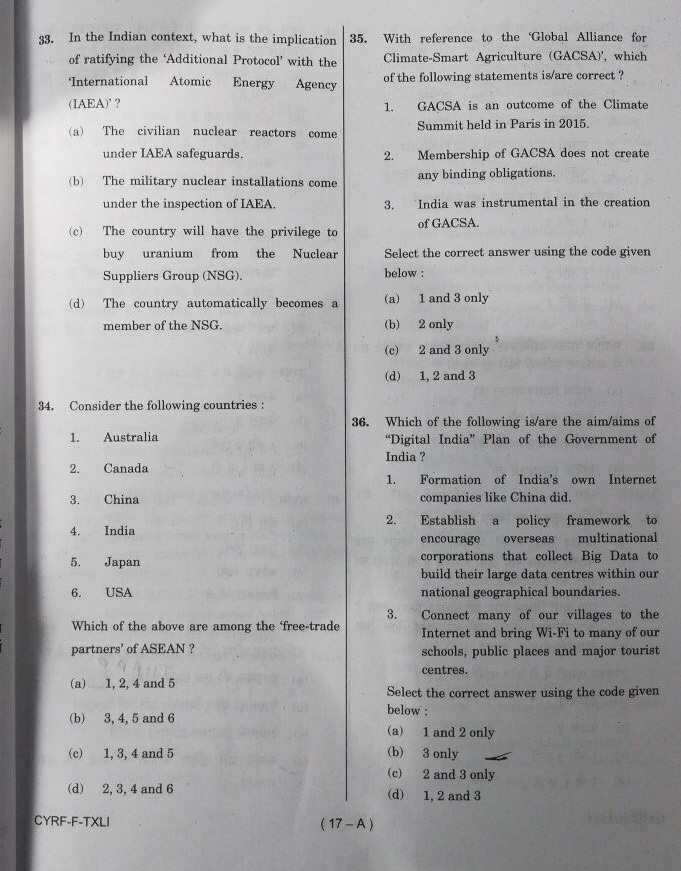 33. In the Indian context, what is the implication
of ratifying the ‘Additional Protocol’ with the
‘International Atomic Energy Agency
(IAEA)’ ?
(a) The civilian nuclear reactors come
under IAEA safeguards.
(b) The military nuclear installations come
under the inspection of IAEA.
(c) The country will have the privilege to
buy uranium from the Nuclear
Suppliers Group (NSG).
(d) The country automatically becomes a
member of the NSG.
34. Consider the following countries :
1. Australia
2. Canada
3. China
4. India
5. Japan
6. USA
Which of the above are among the ‘free-trade
partners’ of ASEAN ?
(a) 1, 2, 4 and 5
(b) 3, 4, 5 and 6
(c) 1, 3, 4 and 5
(d) 2, 3, 4 and 6
35. With reference to the ‘Global Alliance for
Climate-Smart Agriculture (GACSA)’, which
of the following statements is/are correct ?
1. GACSA is an outcome of the Climate
Summit held in Paris in 2015.
2. Membership of GACSA does not create
any binding obligations.
3. India was instrumental in the creation
of GACSA.
Select the correct answer using the code given
below :
(a) 1 and 3 only
(b) 2 only
(c) 2 and 3 only
(d) 1, 2 and 3
36. Which of the following is/are the aim/aims of
“Digital India” Plan of the Government of
India ?
1. Formation of India’s own Internet
companies like China did.
2. Establish a policy framework to
encourage overseas multinational
corporations that collect Big Data to
build their large data centres within our
national geographical boundaries.
3. Connect many of our villages to the
Internet and bring Wi-Fi to many of our
schools, public places and major tourist
centres.
Select the correct answer using the code given
below :
(a) 1 and 2 only
(b) 3 only
(c) 2 and 3 only
(d) 1, 2 and 3
CYRF-F-TXLI
( 17 – A )